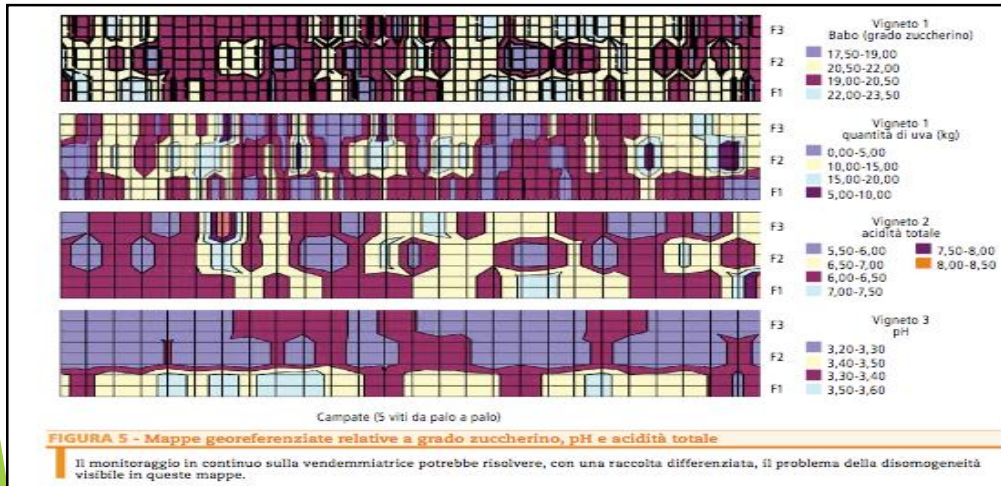 F3
F2
F1
Vigneto 1
Babo (grado zuccherino)
17,50-19,00
20,50-22,00
19,00-20,50
22,00-23,50
F3
F2
F1
Vigneto 1
quantità di uva (kg)
0,00-5,00
10,00-15,00
15,00-20,00
5,00-10,00
F3
F2
F1
Vigneto 2
acidità totale
5,50-6,00 7,50-8,00
6,50-7,00 8,00-8,50
6,00-6,50
7,00-7,50
F3
F2
F1
Vigneto 3
pH
3,20-3,30
3,40-3,50
3,30-3,40
3,50-3,60
Campate (5 viti da palo a palo)
FIGURA 5 - Mappe georeferenziate relative a grado zuccherino, pH e acidità totale
Il monitoraggio in continuo sulla vendemmiatrice potrebbe risolvere, con una raccolta differenziata, il problema della disomogeneità
visibile in queste mappe.